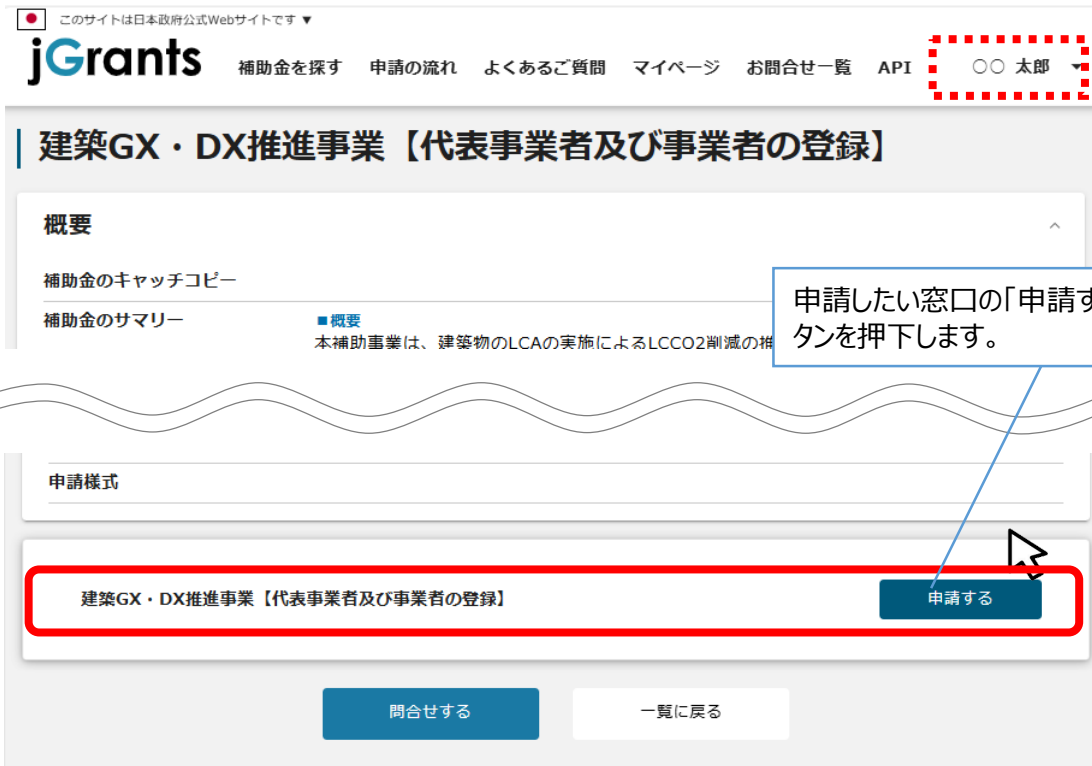 このサイトは日本政府公式Webサイトです ▼
jGrants 補助金を探す 申請の流れ よくあるご質問 マイページ お問合せ一覧 API 〇〇 太郎
建築GX・DX推進事業【代表事業者及び事業者の登録】
概要
補助金のキャッチコピー
補助金のサマリー ■概要
本補助事業は、建築物のLCAの実施によるLCCO2削減の推
申請したい窓口の「申請す
タンを押下します。
申請様式
建築GX・DX推進事業【代表事業者及び事業者の登録】 申請する
問合せする 一覧に戻る